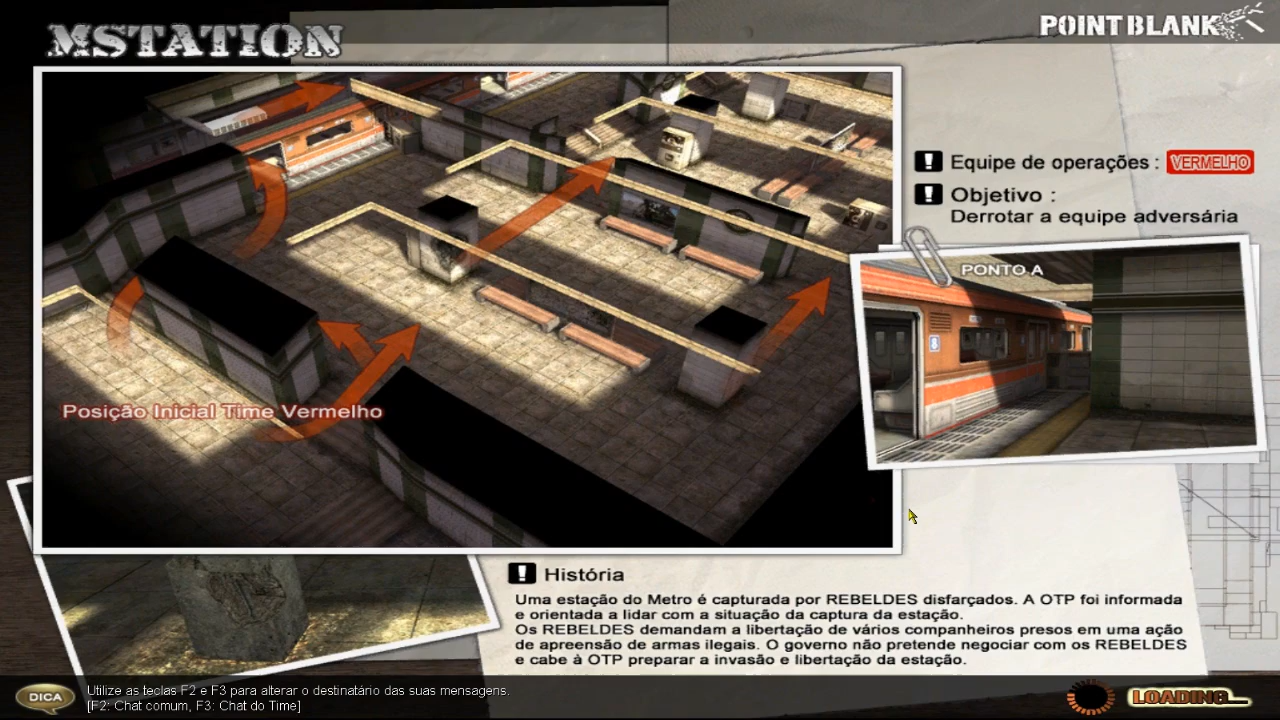 MSTATION
POINT BLANK
Equipe de operações : VERMELHO
Objetivo :
Derrotar a equipe adversária
PONTO A
8
Posição Inicial Time Vermelho
História
Uma estação do Metro é capturada por REBELDES disfarçados. A OTP foi informada
e orientada a lidar com a situação da captura da estação.
Os REBELDES demandam a libertação de vários companheiros presos em uma ação
de apreensão de armas ilegais. O governo não pretende negociar com os REBELDES
e cabe à OTP preparar a invasão e libertação da estação.
DICA
Utilize as teclas F2 e F3 para alterar o destinatário das suas mensagens.
[F2: Chat comum, F3: Chat do Time]
LOADING...